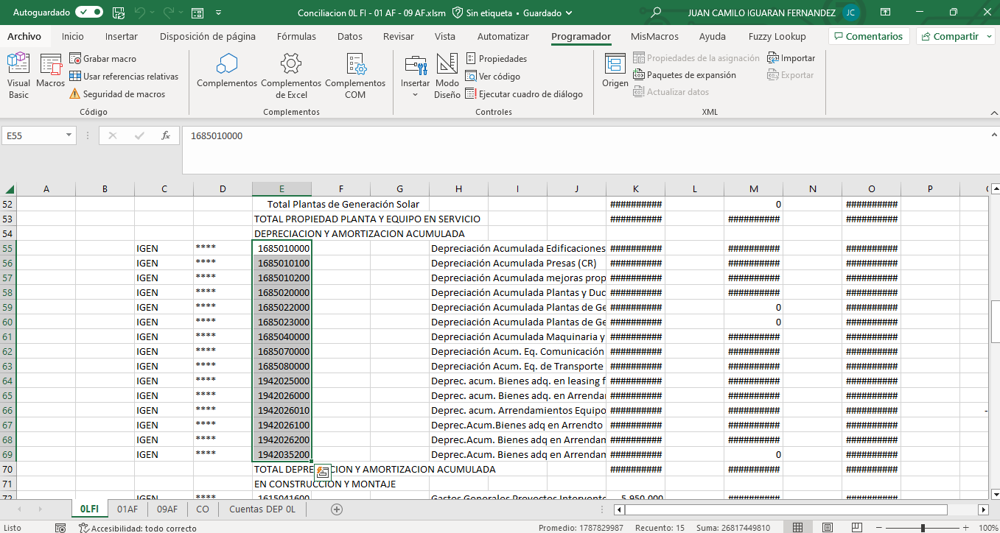 Autoguardado Conciliacion 0L FI - 01 AF - 09 AF.xlsm Sin etiqueta • Guardado JUAN CAMILO IGUARAN FERNANDEZ JC
Archivo Inicio Insertar Disposición de página Fórmulas Datos Revisar Vista Automatizar Programador MisMacros Ayuda Fuzzy Lookup Comentarios Compartir
Visual Basic Macros Grabar macro Usar referencias relativas Seguridad de macros
Complementos Complementos de Excel Complementos COM
Insertar Modo Diseño Propiedades Ver código Ejecutar cuadro de diálogo
Origen Propiedades de la asignación Paquetes de expansión Actualizar datos Importar Exportar
Código Complementos Controles XML
E55 fx 1685010000
A B C D E F G H I J K L M N O P
52 Total Plantas de Generación Solar ########## 0 ##########
53 TOTAL PROPIEDAD PLANTA Y EQUIPO EN SERVICIO ########## ########## ##########
54 DEPRECIACION Y AMORTIZACION ACUMULADA
55 IGEN **** 1685010000 Depreciación Acumulada Edificaciones ########## ########## ##########
56 IGEN **** 1685010100 Depreciación Acumulada Presas (CR) ########## ########## ##########
57 IGEN **** 1685010200 Depreciación Acumulada mejoras prop ########## ########## ##########
58 IGEN **** 1685020000 Depreciación Acumulada Plantas y Duc ########## ########## ##########
59 IGEN **** 1685022000 Depreciación Acumulada Plantas de Ge ########## 0 ##########
60 IGEN **** 1685023000 Depreciación Acumulada Plantas de Ge ########## 0 ##########
61 IGEN **** 1685040000 Depreciación Acumulada Maquinaria y ########## ########## ##########
62 IGEN **** 1685070000 Depreciación Acum. Eq. Comunicación ########## ########## ##########
63 IGEN **** 1685080000 Depreciación Acum. Eq. de Transporte ########## ########## ##########
64 IGEN **** 1942025000 Deprec. acum. Bienes adq. en leasing f ########## ########## ##########
65 IGEN **** 1942026000 Deprec. acum. Bienes adq. en Arrendar ########## ########## ##########
66 IGEN **** 1942026010 Deprec. acum. Arrendamientos Equipo ########## ########## ########## -
67 IGEN **** 1942026100 Deprec.Acum.Bienes adq en Arrendto ########## ########## ##########
68 IGEN **** 1942026200 Deprec.Acum. Bienes adq en Arrendan ########## ########## ##########
69 IGEN **** 1942035200 Deprec.Acum. Bienes adq en Arrendan ########## 0 ##########
70 TOTAL DEPRE CION Y AMORTIZACION ACUMULADA ########## ########## ##########
71 EN CONSTRUCCION Y MONTAJE
72 IGEN **** 1615041600 Gastos Generales Proyectos Intervento 5.950.000 ##########
0LFI 01AF 09AF CO Cuentas DEP 0L
Listo Accesibilidad: todo correcto Promedio: 1787829987 Recuento: 15 Suma: 26817449810 100%